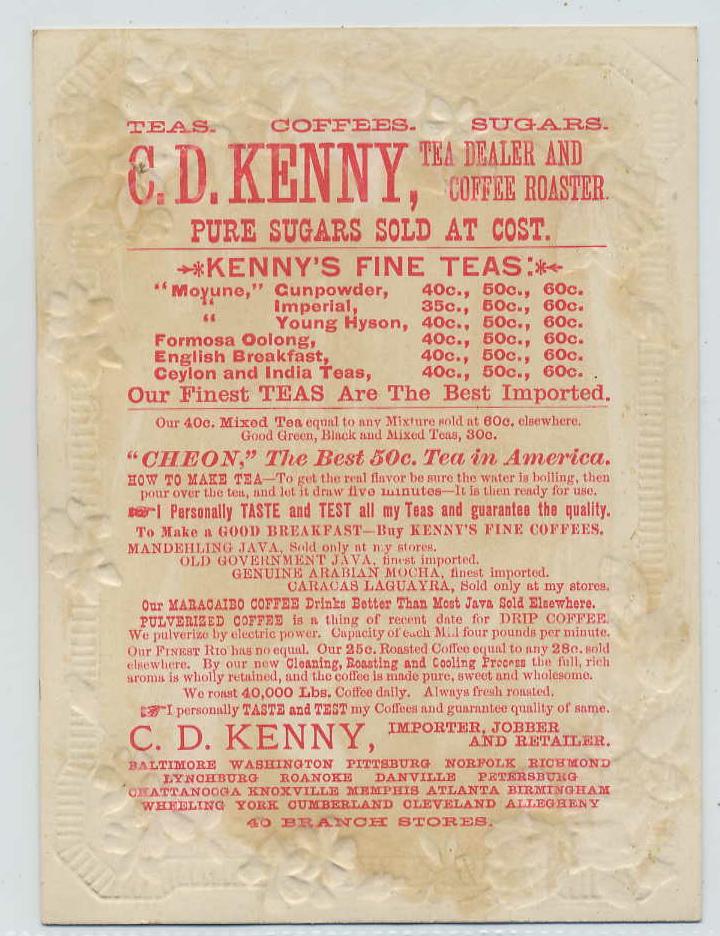 TEAS. COFFEES. SUGARS.
C. D. KENNY, TEA DEALER AND
COFFEE ROASTER.
PURE SUGARS SOLD AT COST.
KENNY'S FINE TEAS:
"Moyune," Gunpowder, 40c., 50c., 60c.
" Imperial, 35c., 50c., 60c.
" Young Hyson, 40c., 50c., 60c.
Formosa Oolong, 40c., 50c., 60c.
English Breakfast, 40c., 50c., 60c.
Ceylon and India Teas, 40c., 50c., 60c.
Our Finest TEAS Are The Best Imported.
Our 40c. Mixed Tea equal to any Mixture sold at 60c. elsewhere.
Good Green, Black and Mixed Teas, 30c.
"CHEON," The Best 50c. Tea in America.
HOW TO MAKE TEA—To get the real flavor be sure the water is boiling, then
pour over the tea, and let it draw five minutes—It is then ready for use.
☞I Personally TASTE and TEST all my Teas and guarantee the quality.
To Make a GOOD BREAKFAST—Buy KENNY'S FINE COFFEES.
MANDEHLING JAVA, Sold only at my stores.
OLD GOVERNMENT JAVA, finest imported.
GENUINE ARABIAN MOCHA, finest imported.
CARACAS LAGUAYRA, Sold only at my stores.
Our MARACAIBO COFFEE Drinks Better Than Most Java Sold Elsewhere.
PULVERIZED COFFEE is a thing of recent date for DRIP COFFEE.
We pulverize by electric power. Capacity of each Mill four pounds per minute.
Our FINEST RIO has no equal. Our 25c. Roasted Coffee equal to any 28c. sold
elsewhere. By our new Cleaning, Roasting and Cooling Process the full, rich
aroma is wholly retained, and the coffee is made pure, sweet and wholesome.
We roast 40,000 Lbs. Coffee daily. Always fresh roasted.
☞I personally TASTE and TEST my Coffees and guarantee quality of same.
C. D. KENNY, IMPORTER, JOBBER
AND RETAILER.
BALTIMORE WASHINGTON PITTSBURG NORFOLK RICHMOND
LYNCHBURG ROANOKE DANVILLE PETERSBURG
CHATTANOOGA KNOXVILLE MEMPHIS ATLANTA BIRMINGHAM
WHEELING YORK CUMBERLAND CLEVELAND ALLEGHENY
40 BRANCH STORES.